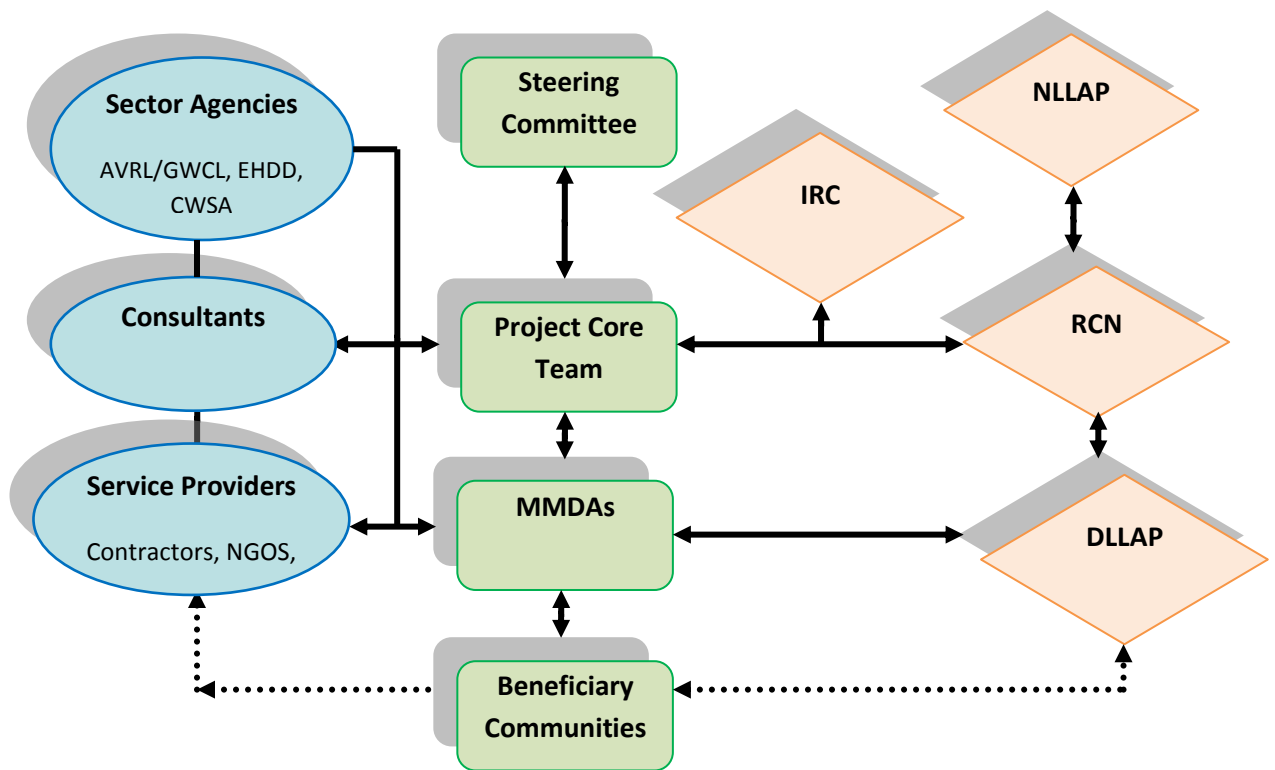 Sector Agencies
AVRL/GWCL, EHDD,
CWSA
Steering
Committee
NLLAP
IRC
Consultants
Project Core
Team
RCN
Service Providers
Contractors, NGOS,
MMDAs
DLLAP
Beneficiary
Communities